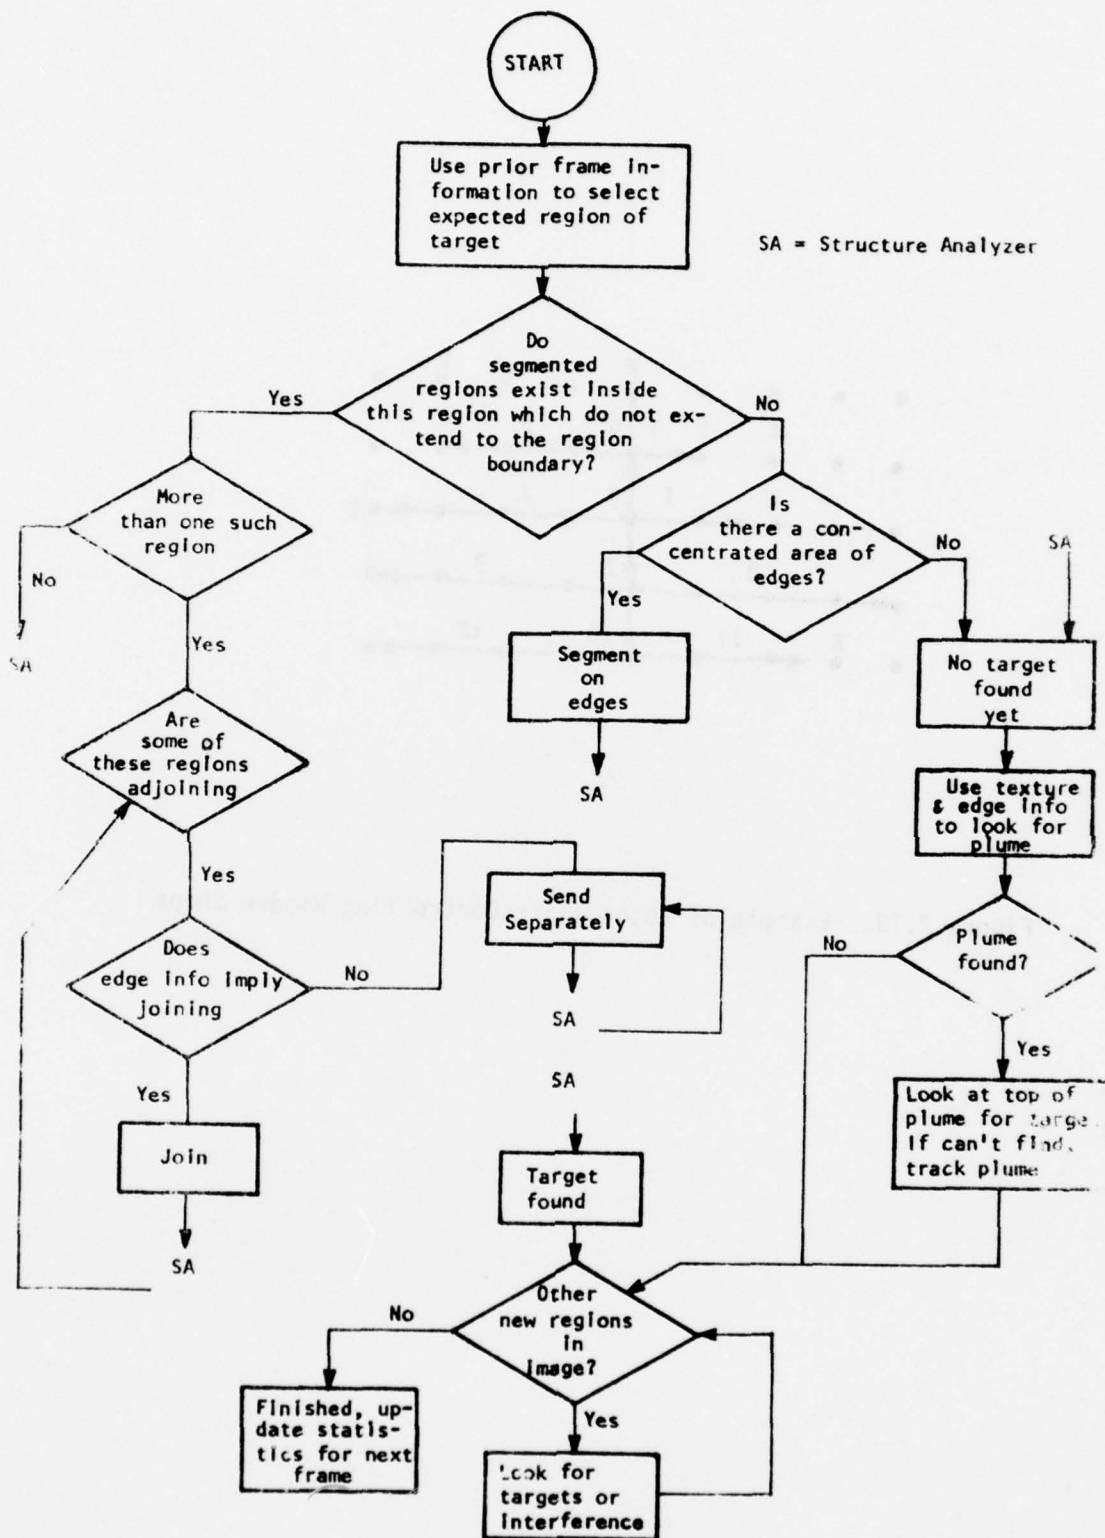 START
Use prior frame in-
formation to select
expected region of
target
SA = Structure Analyzer
Do
segmented
regions exist inside
this region which do not ex-
tend to the region
boundary?
Yes
No
More
than one such
region
No
SA
Yes
Is
there a con-
centrated area of
edges?
Yes
No
SA
Segment
on
edges
SA
No target
found
yet
Are
some of
these regions
adjoining
Yes
Use texture
& edge info
to look for
plume
Does
edge info imply
joining
No
Send
Separately
SA
Plume
found?
No
Yes
Yes
Join
SA
SA
Target
found
Look at top of
plume for
If can't find,
track plume
Other
new regions
in
image?
No
Yes
Finished, up-
date statis-
tics for next
frame
Look for
targets or
interference